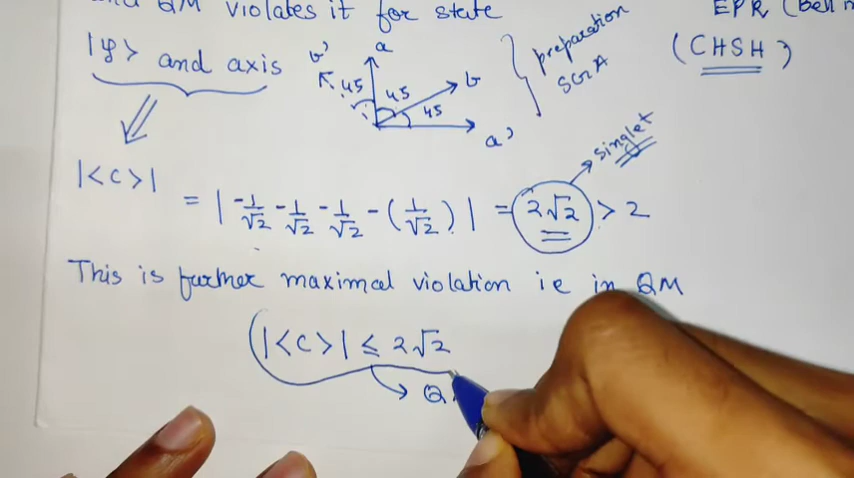 QM violates it for state
EPR (Bell
|φ> and axis
(CHSH)
b' a b a' 45 45 45
preparation
SGA
singlet
|<c>|
= |-1/√2 -1/√2 -1/√2 - (1/√2)| = 2√2 > 2
This is further maximal violation ie in QM
|<c>| ≤ 2√2
Q